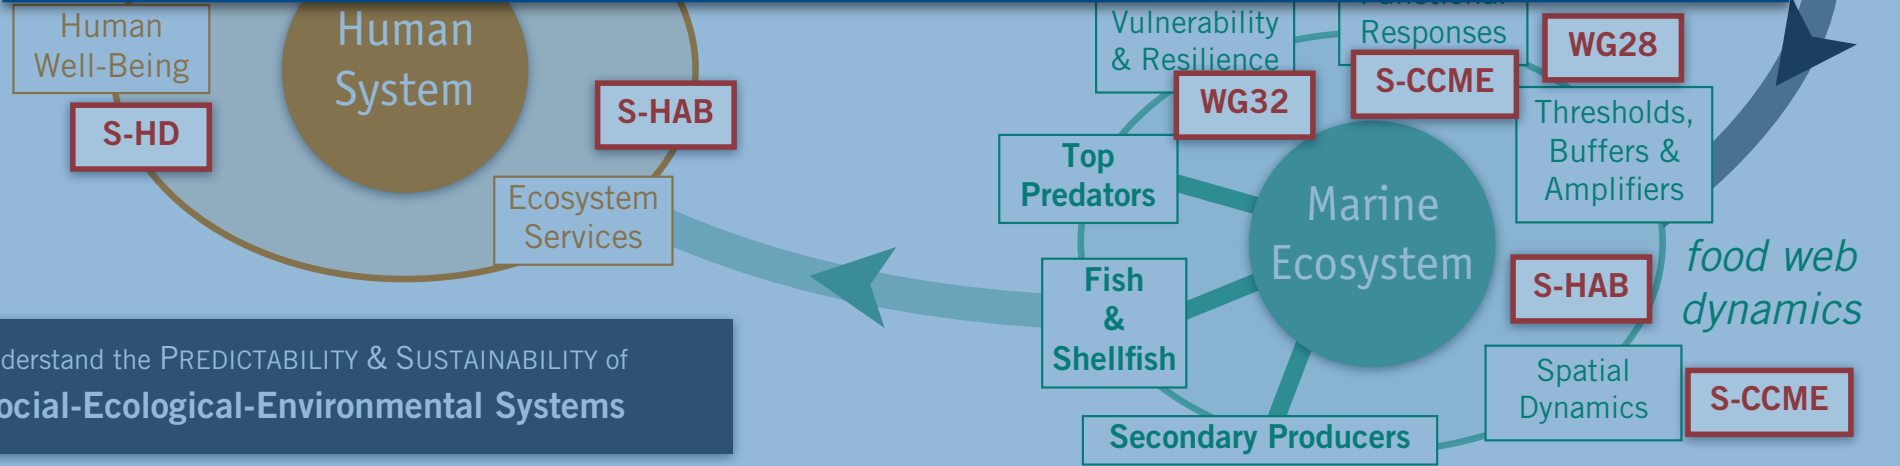 Human
Well-Being
S-HD
Human
System
S-HAB
Ecosystem
Services
derstand the PREDICTABILITY & SUSTAINABILITY of
ocial-Ecological-Environmental Systems
Vulnerability
& Resilience
WG32
Functional
Responses
S-CCME
WG28
Thresholds,
Buffers &
Amplifiers
Top
Predators
Marine
Ecosystem
Fish
&
Shellfish
S-HAB
food web
dynamics
Spatial
Dynamics
S-CCME
Secondary Producers